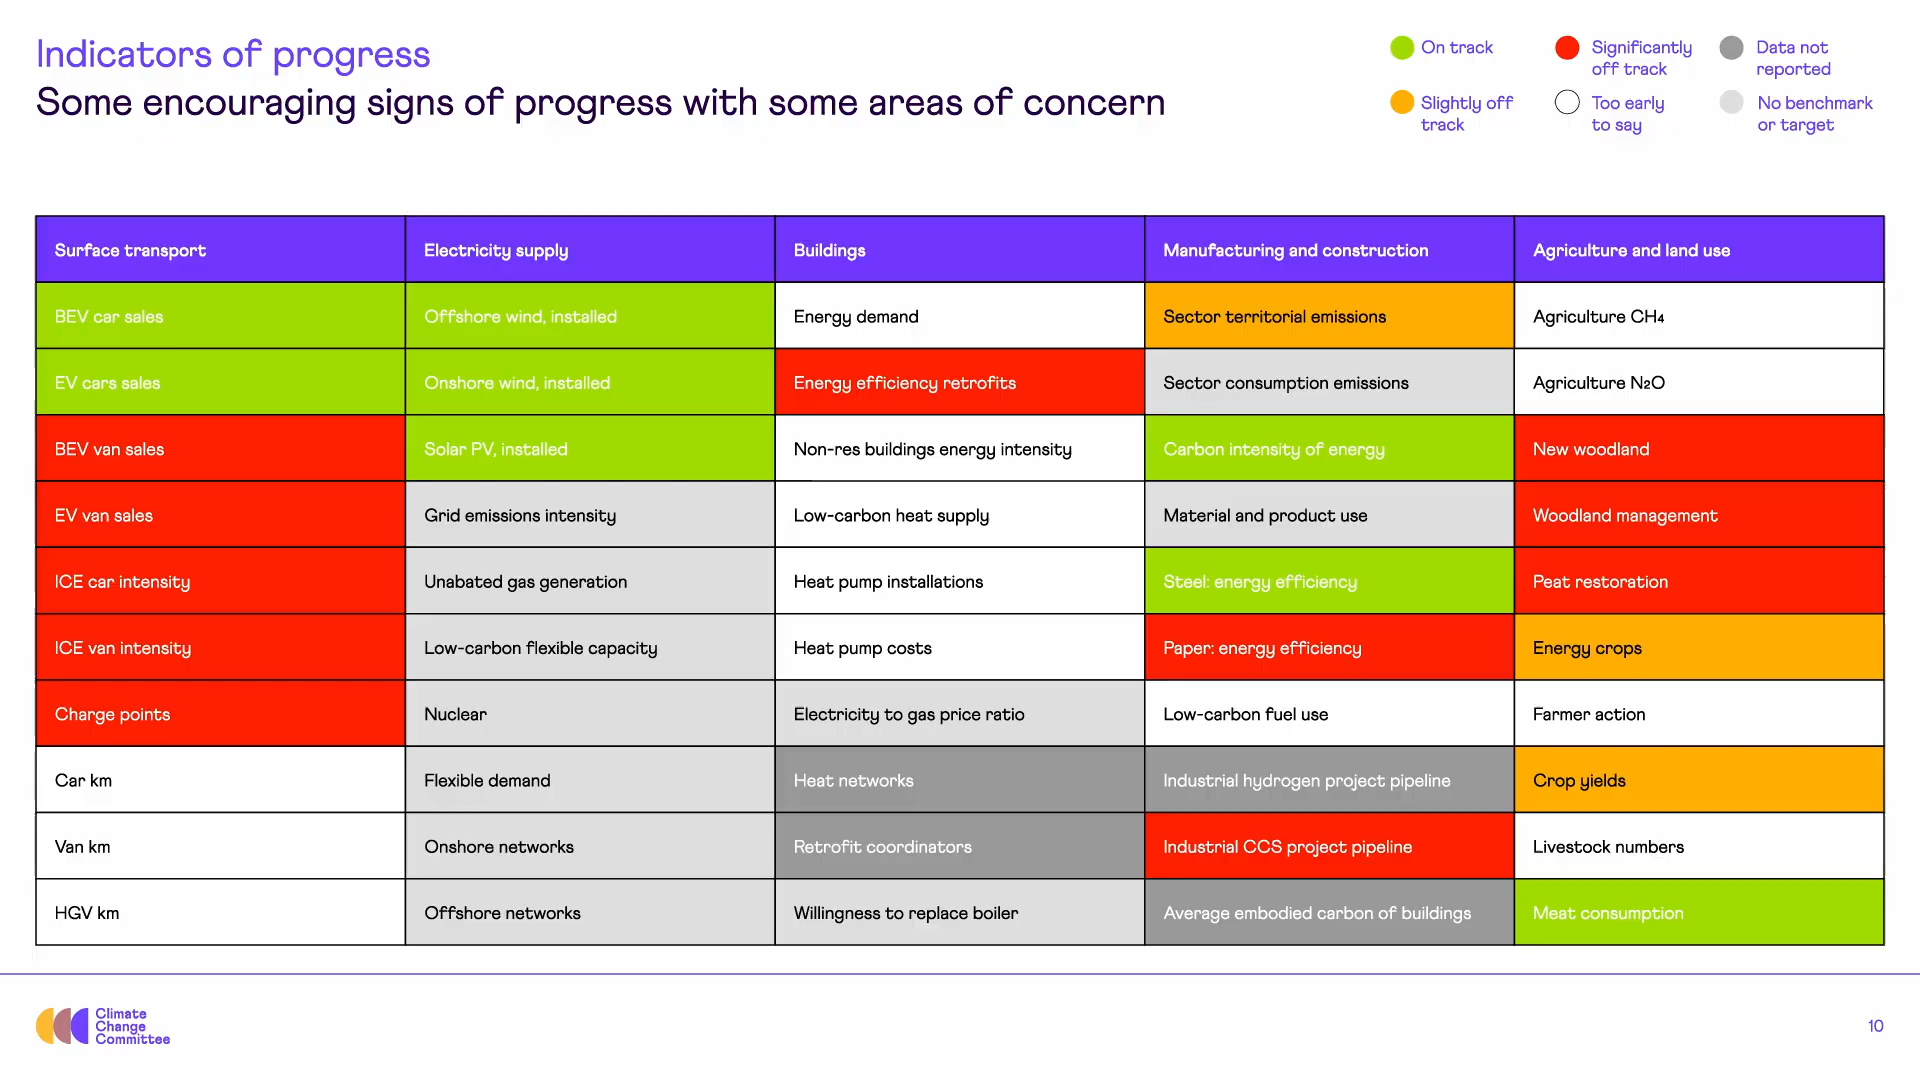 Indicators of progress
Some encouraging signs of progress with some areas of concern
On track
Significantly
off track
Data not
reported
Slightly off
track
Too early
to say
No benchmark
or target
Surface transport
Electricity supply
Buildings
Manufacturing and construction
Agriculture and land use
BEV car sales
Offshore wind, installed
Energy demand
Sector territorial emissions
Agriculture CH₄
EV cars sales
Onshore wind, installed
Energy efficiency retrofits
Sector consumption emissions
Agriculture N₂O
BEV van sales
Solar PV, installed
Non-res buildings energy intensity
Carbon intensity of energy
New woodland
EV van sales
Grid emissions intensity
Low-carbon heat supply
Material and product use
Woodland management
ICE car intensity
Unabated gas generation
Heat pump installations
Steel: energy efficiency
Peat restoration
ICE van intensity
Low-carbon flexible capacity
Heat pump costs
Paper: energy efficiency
Energy crops
Charge points
Nuclear
Electricity to gas price ratio
Low-carbon fuel use
Farmer action
Car km
Flexible demand
Heat networks
Industrial hydrogen project pipeline
Crop yields
Van km
Onshore networks
Retrofit coordinators
Industrial CCS project pipeline
Livestock numbers
HGV km
Offshore networks
Willingness to replace boiler
Average embodied carbon of buildings
Meat consumption
Climate
Change
Committee
10